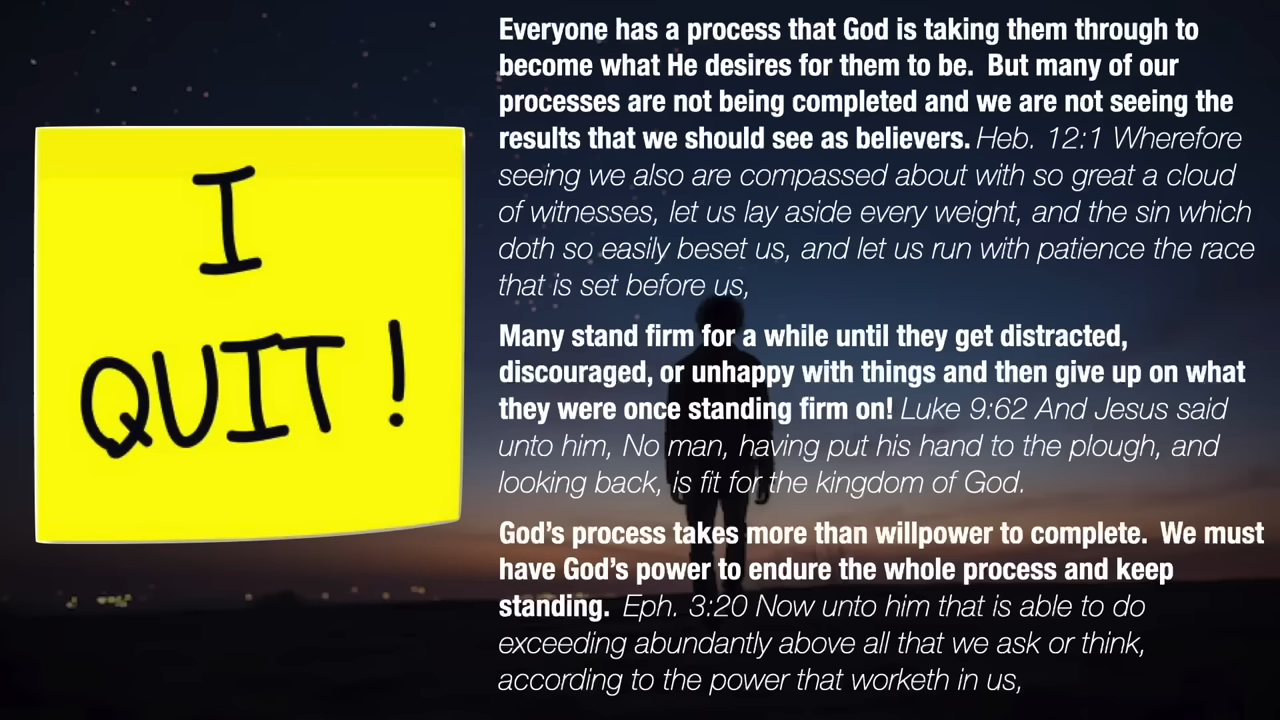 I
QUIT!
Everyone has a process that God is taking them through to
become what He desires for them to be.  But many of our
processes are not being completed and we are not seeing the
results that we should see as believers. Heb. 12:1 Wherefore
seeing we also are compassed about with so great a cloud
of witnesses, let us lay aside every weight, and the sin which
doth so easily beset us, and let us run with patience the race
that is set before us,
Many stand firm for a while until they get distracted,
discouraged, or unhappy with things and then give up on what
they were once standing firm on! Luke 9:62 And Jesus said
unto him, No man, having put his hand to the plough, and
looking back, is fit for the kingdom of God.
God’s process takes more than willpower to complete.  We must
have God’s power to endure the whole process and keep
standing.  Eph. 3:20 Now unto him that is able to do
exceeding abundantly above all that we ask or think,
according to the power that worketh in us,